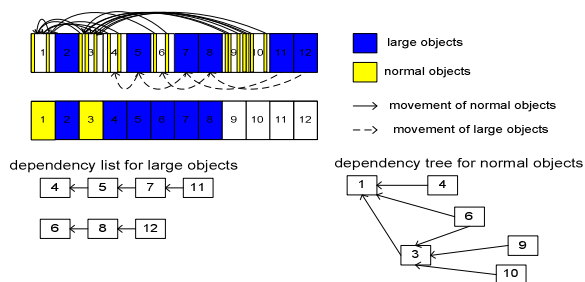 1 2 3 4 5 6 7 8 9 10 11 12
large objects
normal objects
1 2 3 4 5 6 7 8 9 10 11 12
movement of normal objects
movement of large objects
dependency list for large objects
dependency tree for normal objects
4 5 7 11
1 4
6
6 8 12
3 9
10